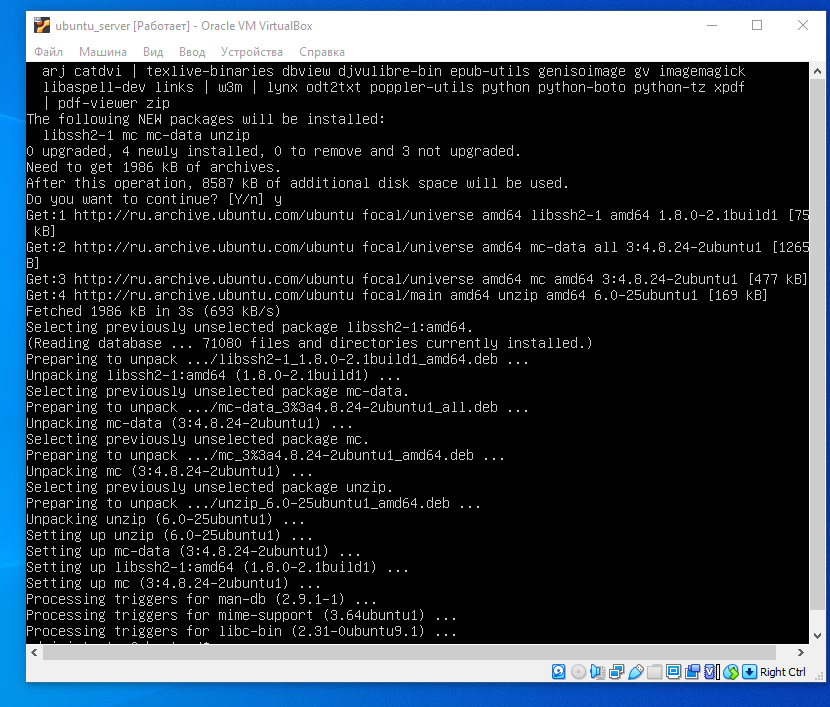 ubuntu_server [Работает] - Oracle VM VirtualBox
Файл Машина Вид Ввод Устройства Справка
arj catdvi | texlive-binaries dbview djvulibre-bin epub-utils genisoimage gv imagemagick
libaspell-dev links | w3m | lynx odt2txt poppler-utils python python-boto python-tz xpdf
| pdf-viewer zip
The following NEW packages will be installed:
libssh2-1 mc mc-data unzip
0 upgraded, 4 newly installed, 0 to remove and 3 not upgraded.
Need to get 1986 kB of archives.
After this operation, 8587 kB of additional disk space will be used.
Do you want to continue? [Y/n] y
Get:1 http://ru.archive.ubuntu.com/ubuntu focal/universe amd64 libssh2-1 amd64 1.8.0-2.1build1 [75
kB]
Get:2 http://ru.archive.ubuntu.com/ubuntu focal/universe amd64 mc-data all 3:4.8.24-2ubuntu1 [1265
B]
Get:3 http://ru.archive.ubuntu.com/ubuntu focal/universe amd64 mc amd64 3:4.8.24-2ubuntu1 [477 kB]
Get:4 http://ru.archive.ubuntu.com/ubuntu focal/main amd64 unzip amd64 6.0-25ubuntu1 [169 kB]
Fetched 1986 kB in 3s (693 kB/s)
Selecting previously unselected package libssh2-1:amd64.
(Reading database ... 71080 files and directories currently installed.)
Preparing to unpack .../libssh2-1_1.8.0-2.1build1_amd64.deb ...
Unpacking libssh2-1:amd64 (1.8.0-2.1build1) ...
Selecting previously unselected package mc-data.
Preparing to unpack .../mc-data_3%3a4.8.24-2ubuntu1_all.deb ...
Unpacking mc-data (3:4.8.24-2ubuntu1) ...
Selecting previously unselected package mc.
Preparing to unpack .../mc_3%3a4.8.24-2ubuntu1_amd64.deb ...
Unpacking mc (3:4.8.24-2ubuntu1) ...
Selecting previously unselected package unzip.
Preparing to unpack .../unzip_6.0-25ubuntu1_amd64.deb ...
Unpacking unzip (6.0-25ubuntu1) ...
Setting up unzip (6.0-25ubuntu1) ...
Setting up mc-data (3:4.8.24-2ubuntu1) ...
Setting up libssh2-1:amd64 (1.8.0-2.1build1) ...
Setting up mc (3:4.8.24-2ubuntu1) ...
Processing triggers for man-db (2.9.1-1) ...
Processing triggers for mime-support (3.64ubuntu1) ...
Processing triggers for libc-bin (2.31-0ubuntu9.1) ...
Right Ctrl